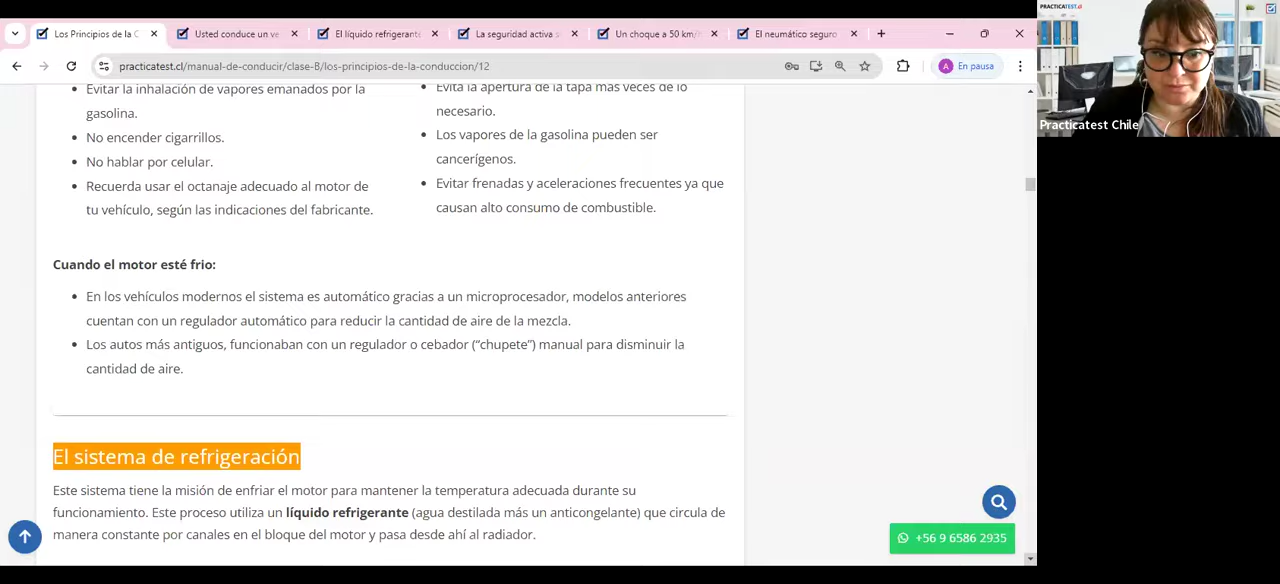 Los Principios de la C
Usted conduce un ve
El líquido refrigerante
La seguridad activa s
Un choque a 50 km/h
El neumático seguro
practicatest.cl/manual-de-conducir/clase-B/los-principios-de-la-conduccion/12
A En pausa
PRACTICATEST.cl
Practicatest Chile
Evitar la inhalación de vapores emanados por la
gasolina.
No encender cigarrillos.
No hablar por celular.
Recuerda usar el octanaje adecuado al motor de
tu vehículo, según las indicaciones del fabricante.
Evita la apertura de la tapa más veces de lo
necesario.
Los vapores de la gasolina pueden ser
cancerígenos.
Evitar frenadas y aceleraciones frecuentes ya que
causan alto consumo de combustible.
Cuando el motor esté frio:
En los vehículos modernos el sistema es automático gracias a un microprocesador, modelos anteriores
cuentan con un regulador automático para reducir la cantidad de aire de la mezcla.
Los autos más antiguos, funcionaban con un regulador o cebador (“chupete”) manual para disminuir la
cantidad de aire.
El sistema de refrigeración
Este sistema tiene la misión de enfriar el motor para mantener la temperatura adecuada durante su
funcionamiento. Este proceso utiliza un líquido refrigerante (agua destilada más un anticongelante) que circula de
manera constante por canales en el bloque del motor y pasa desde ahí al radiador.
+56 9 6586 2935